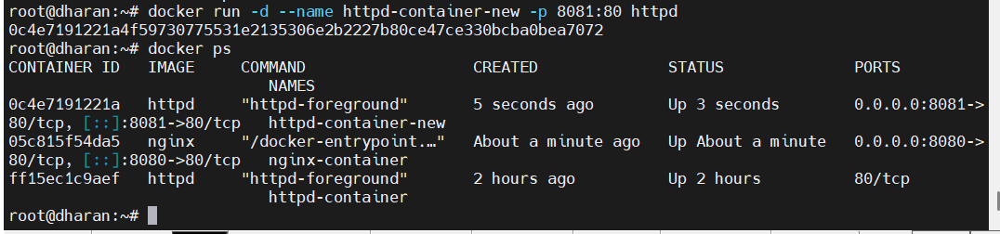 root@dharan:~# docker run -d --name httpd-container-new -p 8081:80 httpd
0c4e7191221a4f59730775531e2135306e2b2227b80ce47ce330bcba0bea7072
root@dharan:~# docker ps
CONTAINER ID   IMAGE     COMMAND                  CREATED              STATUS              PORTS
                            NAMES
0c4e7191221a   httpd     "httpd-foreground"       5 seconds ago        Up 3 seconds        0.0.0.0:8081->
80/tcp, [::]:8081->80/tcp   httpd-container-new
05c815f54da5   nginx     "/docker-entrypoint.…"   About a minute ago   Up About a minute   0.0.0.0:8080->
80/tcp, [::]:8080->80/tcp   nginx-container
ff15ec1c9aef   httpd     "httpd-foreground"       2 hours ago          Up 2 hours          80/tcp
                            httpd-container
root@dharan:~#